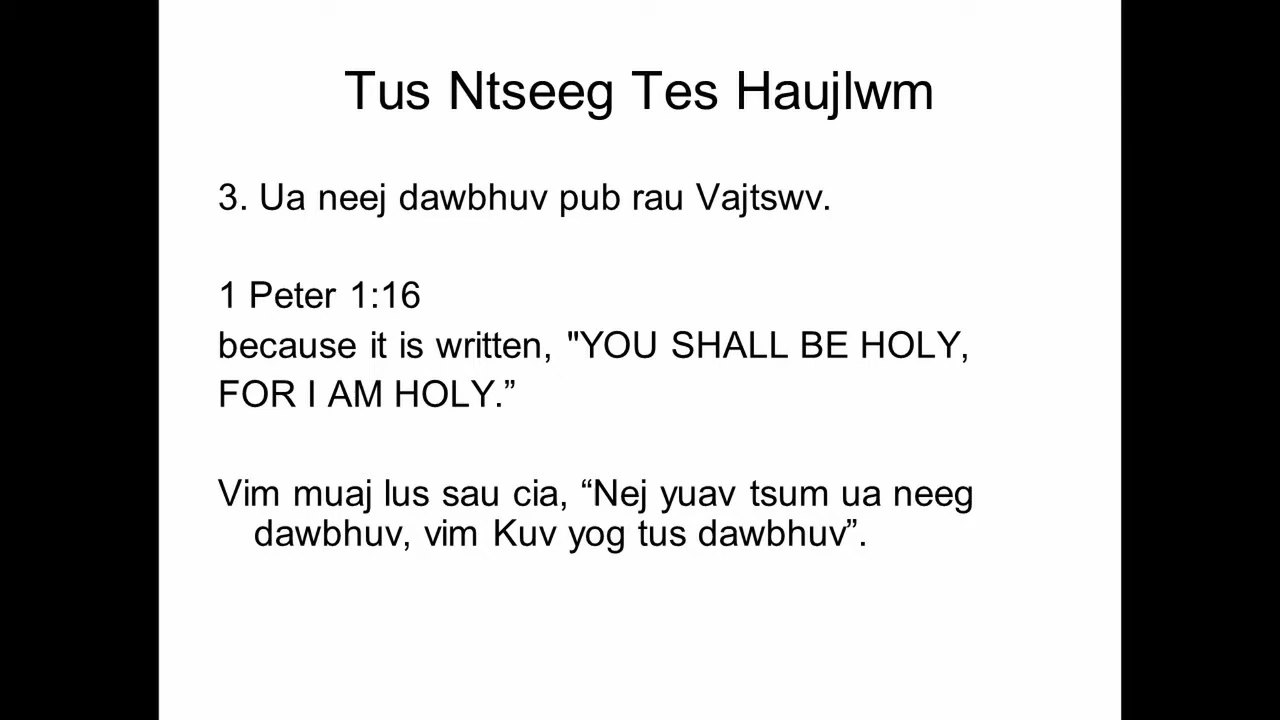 Tus Ntseeg Tes Haujlwm
3. Ua neej dawbhuv pub rau Vajtswv.
1 Peter 1:16
because it is written, "YOU SHALL BE HOLY,
FOR I AM HOLY.”
Vim muaj lus sau cia, “Nej yuav tsum ua neeg
dawbhuv, vim Kuv yog tus dawbhuv”.